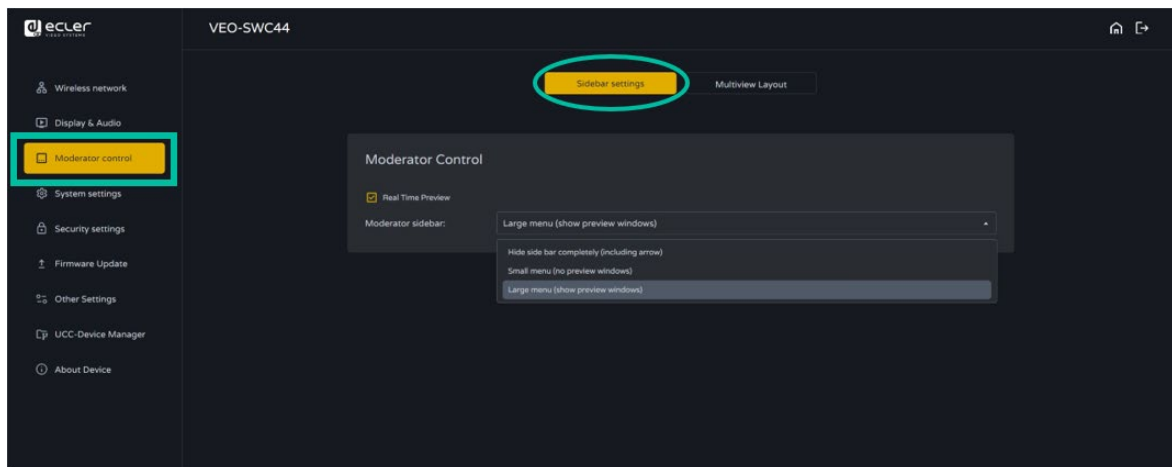 ecler
VIDEO SYSTEMS
VEO-SWC44
Wireless network
Display & Audio
Moderator control
System settings
Security settings
Firmware Update
Other Settings
UCC-Device Manager
About Device
Sidebar settings
Multiview Layout
Moderator Control
Real Time Preview
Moderator sidebar:
Large menu (show preview windows)
Hide side bar completely (including arrow)
Small menu (no preview windows)
Large menu (show preview windows)